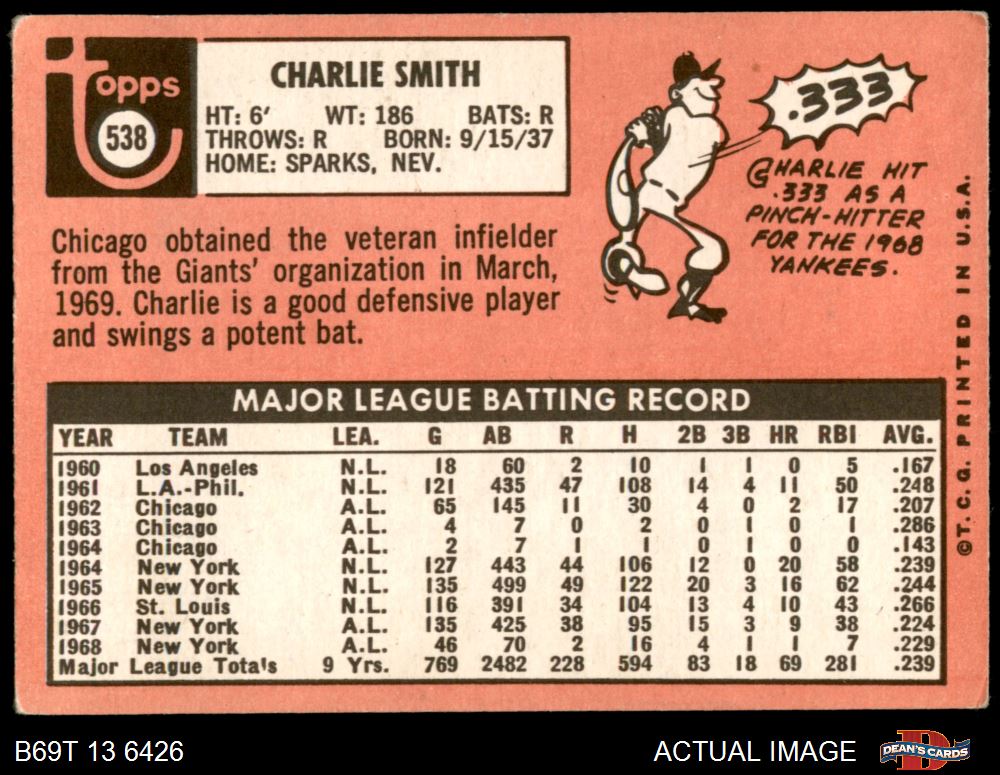 topps
538
CHARLIE SMITH
HT: 6' WT: 186 BATS: R
THROWS: R BORN: 9/15/37
HOME: SPARKS, NEV.
Chicago obtained the veteran infielder
from the Giants' organization in March,
1969. Charlie is a good defensive player
and swings a potent bat.
.333
CHARLIE HIT
.333 AS A
PINCH-HITTER
FOR THE 1968
YANKEES.
MAJOR LEAGUE BATTING RECORD
YEAR TEAM LEA. G AB R H 2B 3B HR RBI AVG.
1960 Los Angeles N.L. 18 60 2 10 1 1 0 5 .167
1961 L.A.-Phil. N.L. 121 435 47 108 14 4 11 50 .248
1962 Chicago A.L. 65 145 11 30 4 0 2 17 .207
1963 Chicago A.L. 4 7 0 2 0 1 0 1 .286
1964 Chicago A.L. 2 7 1 1 0 1 0 0 .143
1964 New York N.L. 127 443 44 106 12 0 20 58 .239
1965 New York N.L. 135 499 49 122 20 3 16 62 .244
1966 St. Louis N.L. 116 391 34 104 13 4 10 43 .266
1967 New York A.L. 135 425 38 95 15 3 9 38 .224
1968 New York A.L. 46 70 2 16 4 1 1 7 .229
Major League Tota's 9 Yrs. 769 2482 228 594 83 18 69 281 .239
©T. C. G. PRINTED IN U.S.A.
B69T 13 6426
ACTUAL IMAGE
DEAN'S CARDS